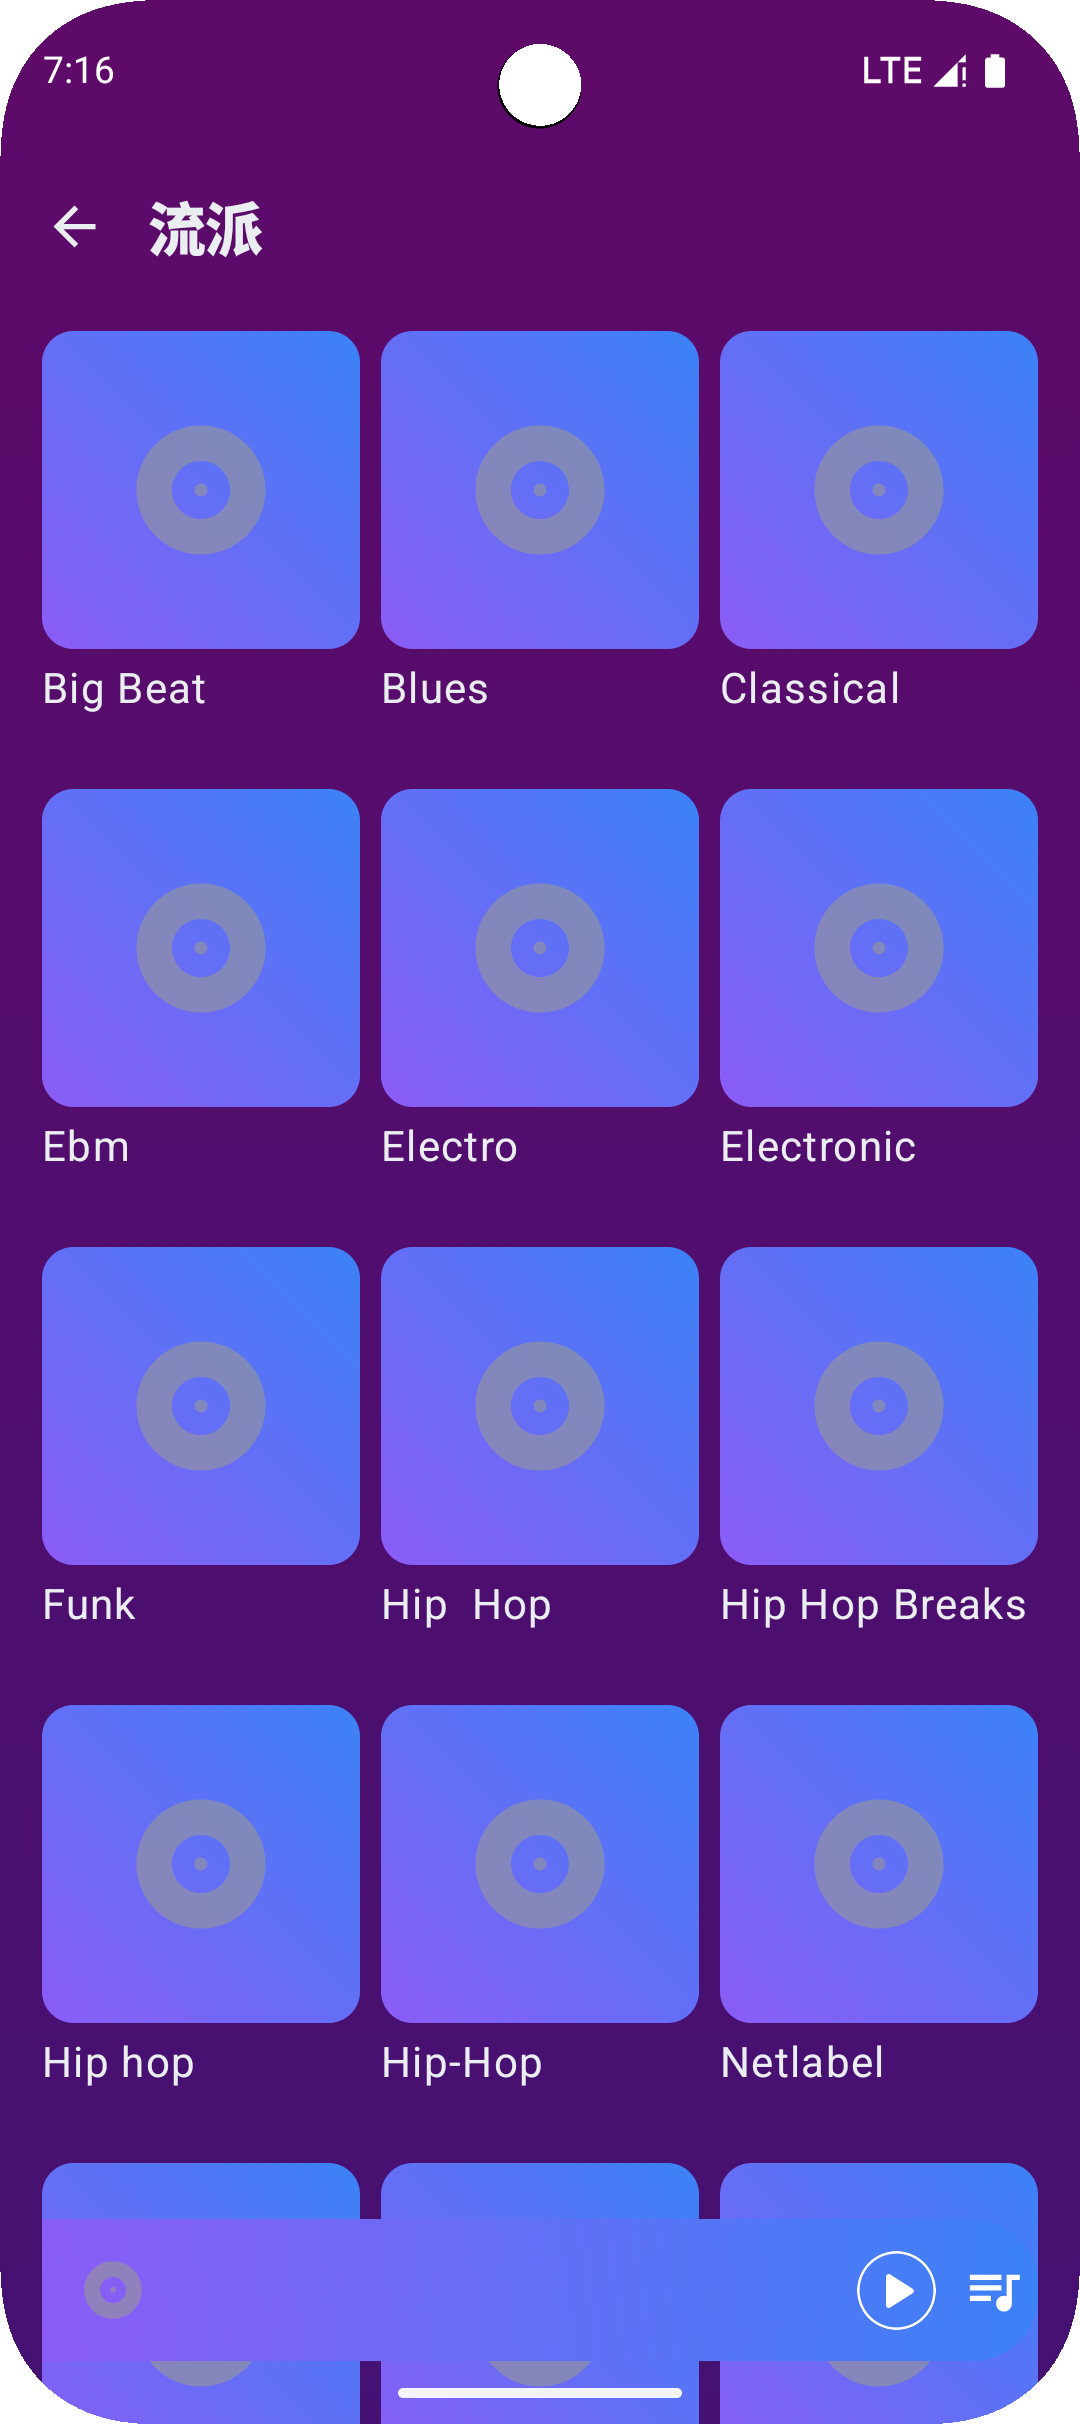 7:16 LTE
流派
Big Beat Blues Classical
Ebm Electro Electronic
Funk Hip  Hop Hip Hop Breaks
Hip hop Hip-Hop Netlabel